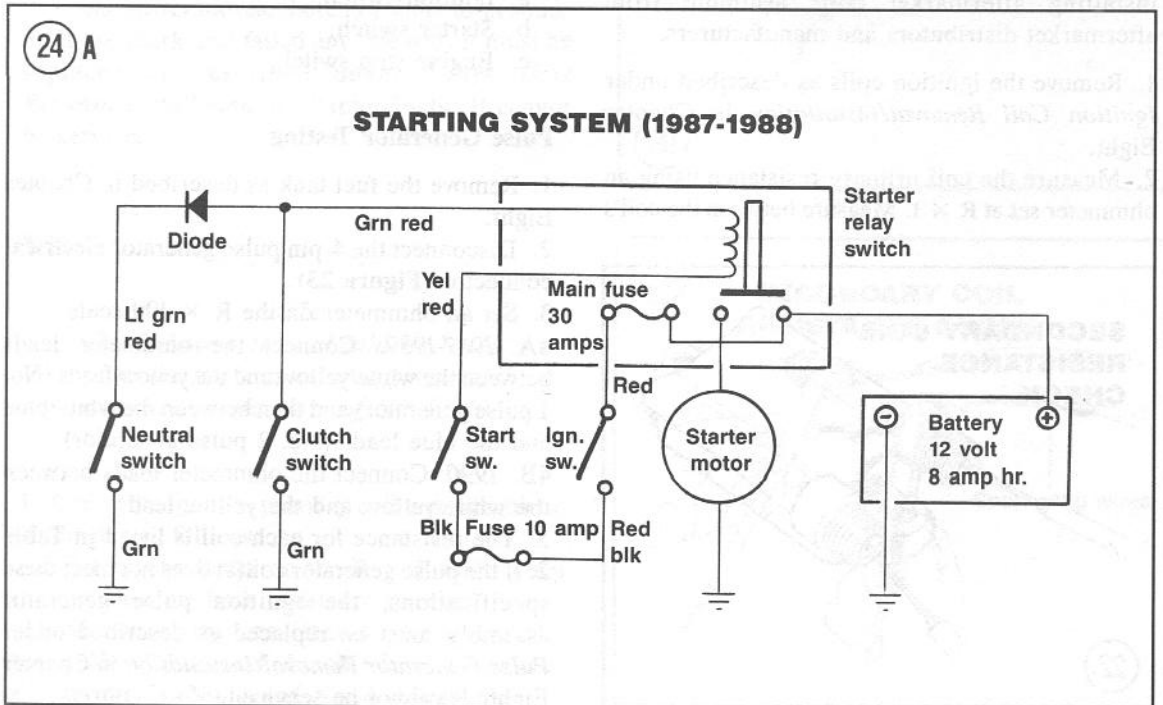 24 A
STARTING SYSTEM (1987-1988)
Diode
Grn red
Starter
relay
switch
Yel
red
Main fuse
30
amps
Lt grn
red
Red
Neutral
switch
Clutch
switch
Start
sw.
Ign.
sw.
Starter
motor
Battery
12 volt
8 amp hr.
Grn
Grn
Blk
Fuse 10 amp
Red
blk